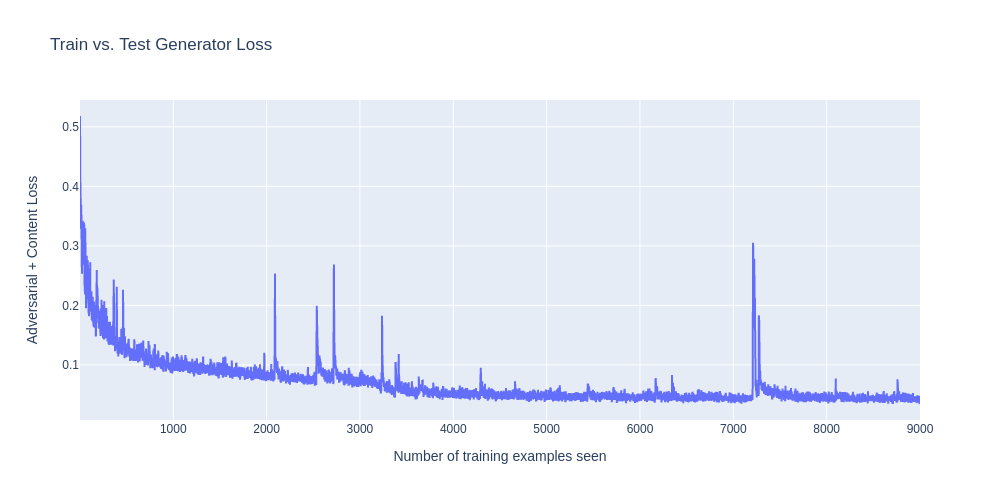 Train vs. Test Generator Loss
0.5
0.4
0.3
0.2
0.1
Adversarial + Content Loss
1000 2000 3000 4000 5000 6000 7000 8000 9000
Number of training examples seen